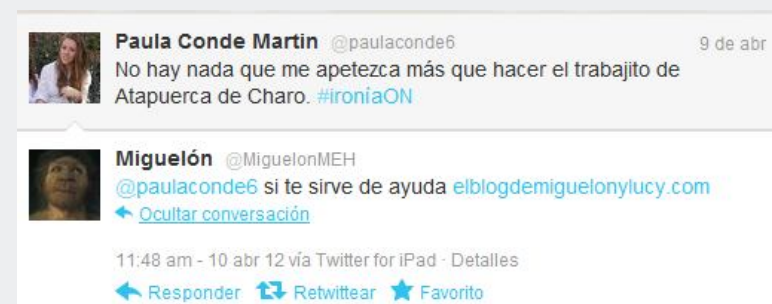 Paula Conde Martin @paulaconde6 9 de abr
No hay nada que me apetezca más que hacer el trabajito de
Atapuerca de Charo. #ironíaON
Miguelón @MiguelonMEH
@paulaconde6 si te sirve de ayuda elblogdemiguelonylucy.com
Ocultar conversación
11:48 am - 10 abr 12 vía Twitter for iPad · Detalles
Responder Retwittear Favorito